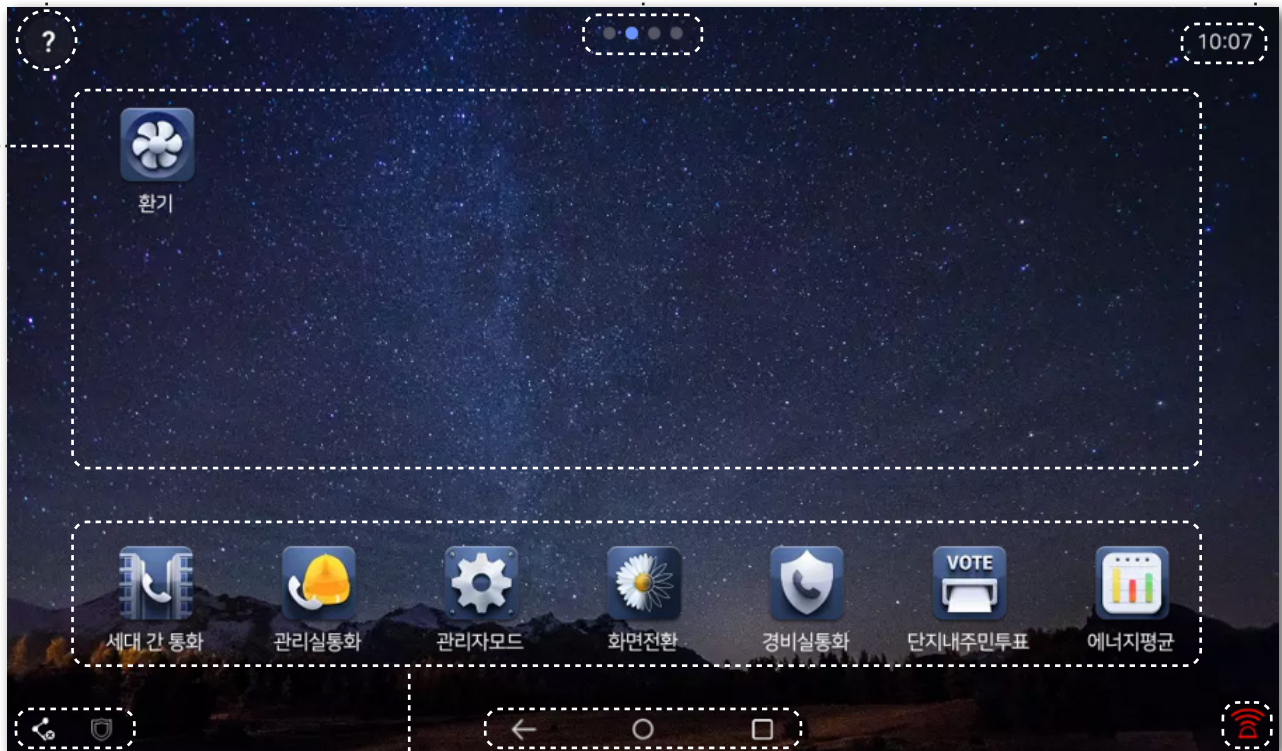 ?
10:07
환기
VOTE
세대 간 통화
관리실통화
관리자모드
화면전환
경비실통화
단지내주민투표
에너지평균